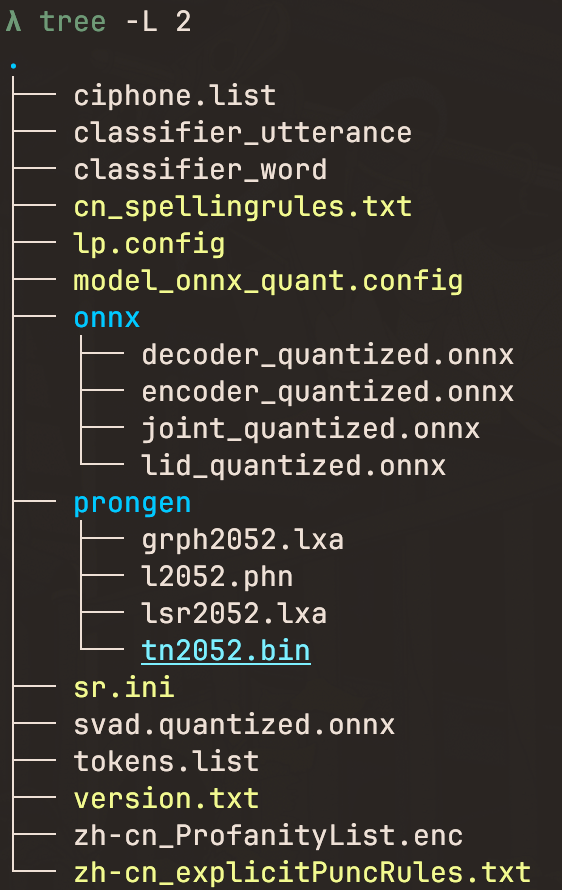 λ tree -L 2
.
├── ciphone.list
├── classifier_utterance
├── classifier_word
├── cn_spellingrules.txt
├── lp.config
├── model_onnx_quant.config
├── onnx
│   ├── decoder_quantized.onnx
│   ├── encoder_quantized.onnx
│   ├── joint_quantized.onnx
│   └── lid_quantized.onnx
├── prongen
│   ├── grph2052.lxa
│   ├── l2052.phn
│   ├── lsr2052.lxa
│   └── tn2052.bin
├── sr.ini
├── svad.quantized.onnx
├── tokens.list
├── version.txt
├── zh-cn_ProfanityList.enc
└── zh-cn_explicitPuncRules.txt